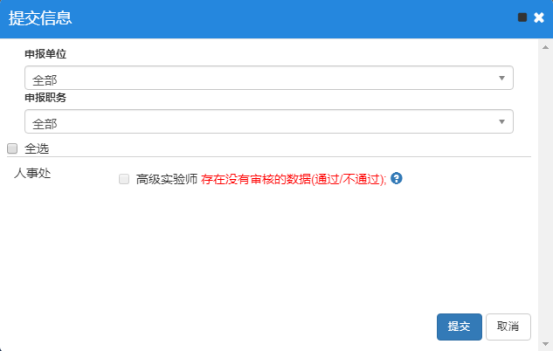 提交信息
申报单位
全部
申报职务
全部
全选
人事处
高级实验师 存在没有审核的数据(通过/不通过);
提交 取消